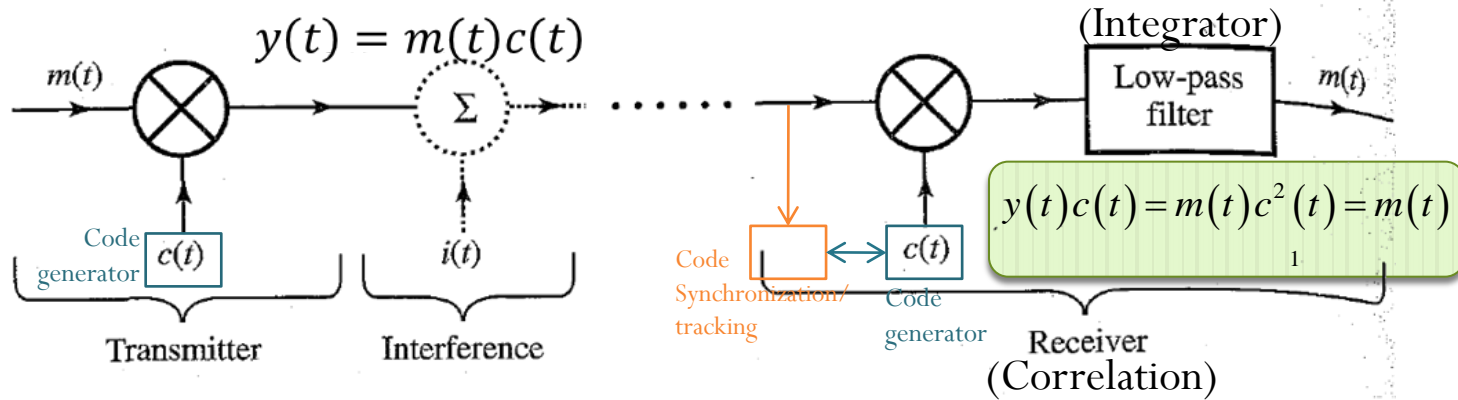 y(t) = m(t)c(t)
(Integrator)
m(t)
Σ
Low-pass
filter
m(t)
y(t)c(t) = m(t)c²(t) = m(t)
1
Code
generator
c(t)
i(t)
Code
Synchronization/
tracking
c(t)
Code
generator
Transmitter
Interference
Receiver
(Correlation)